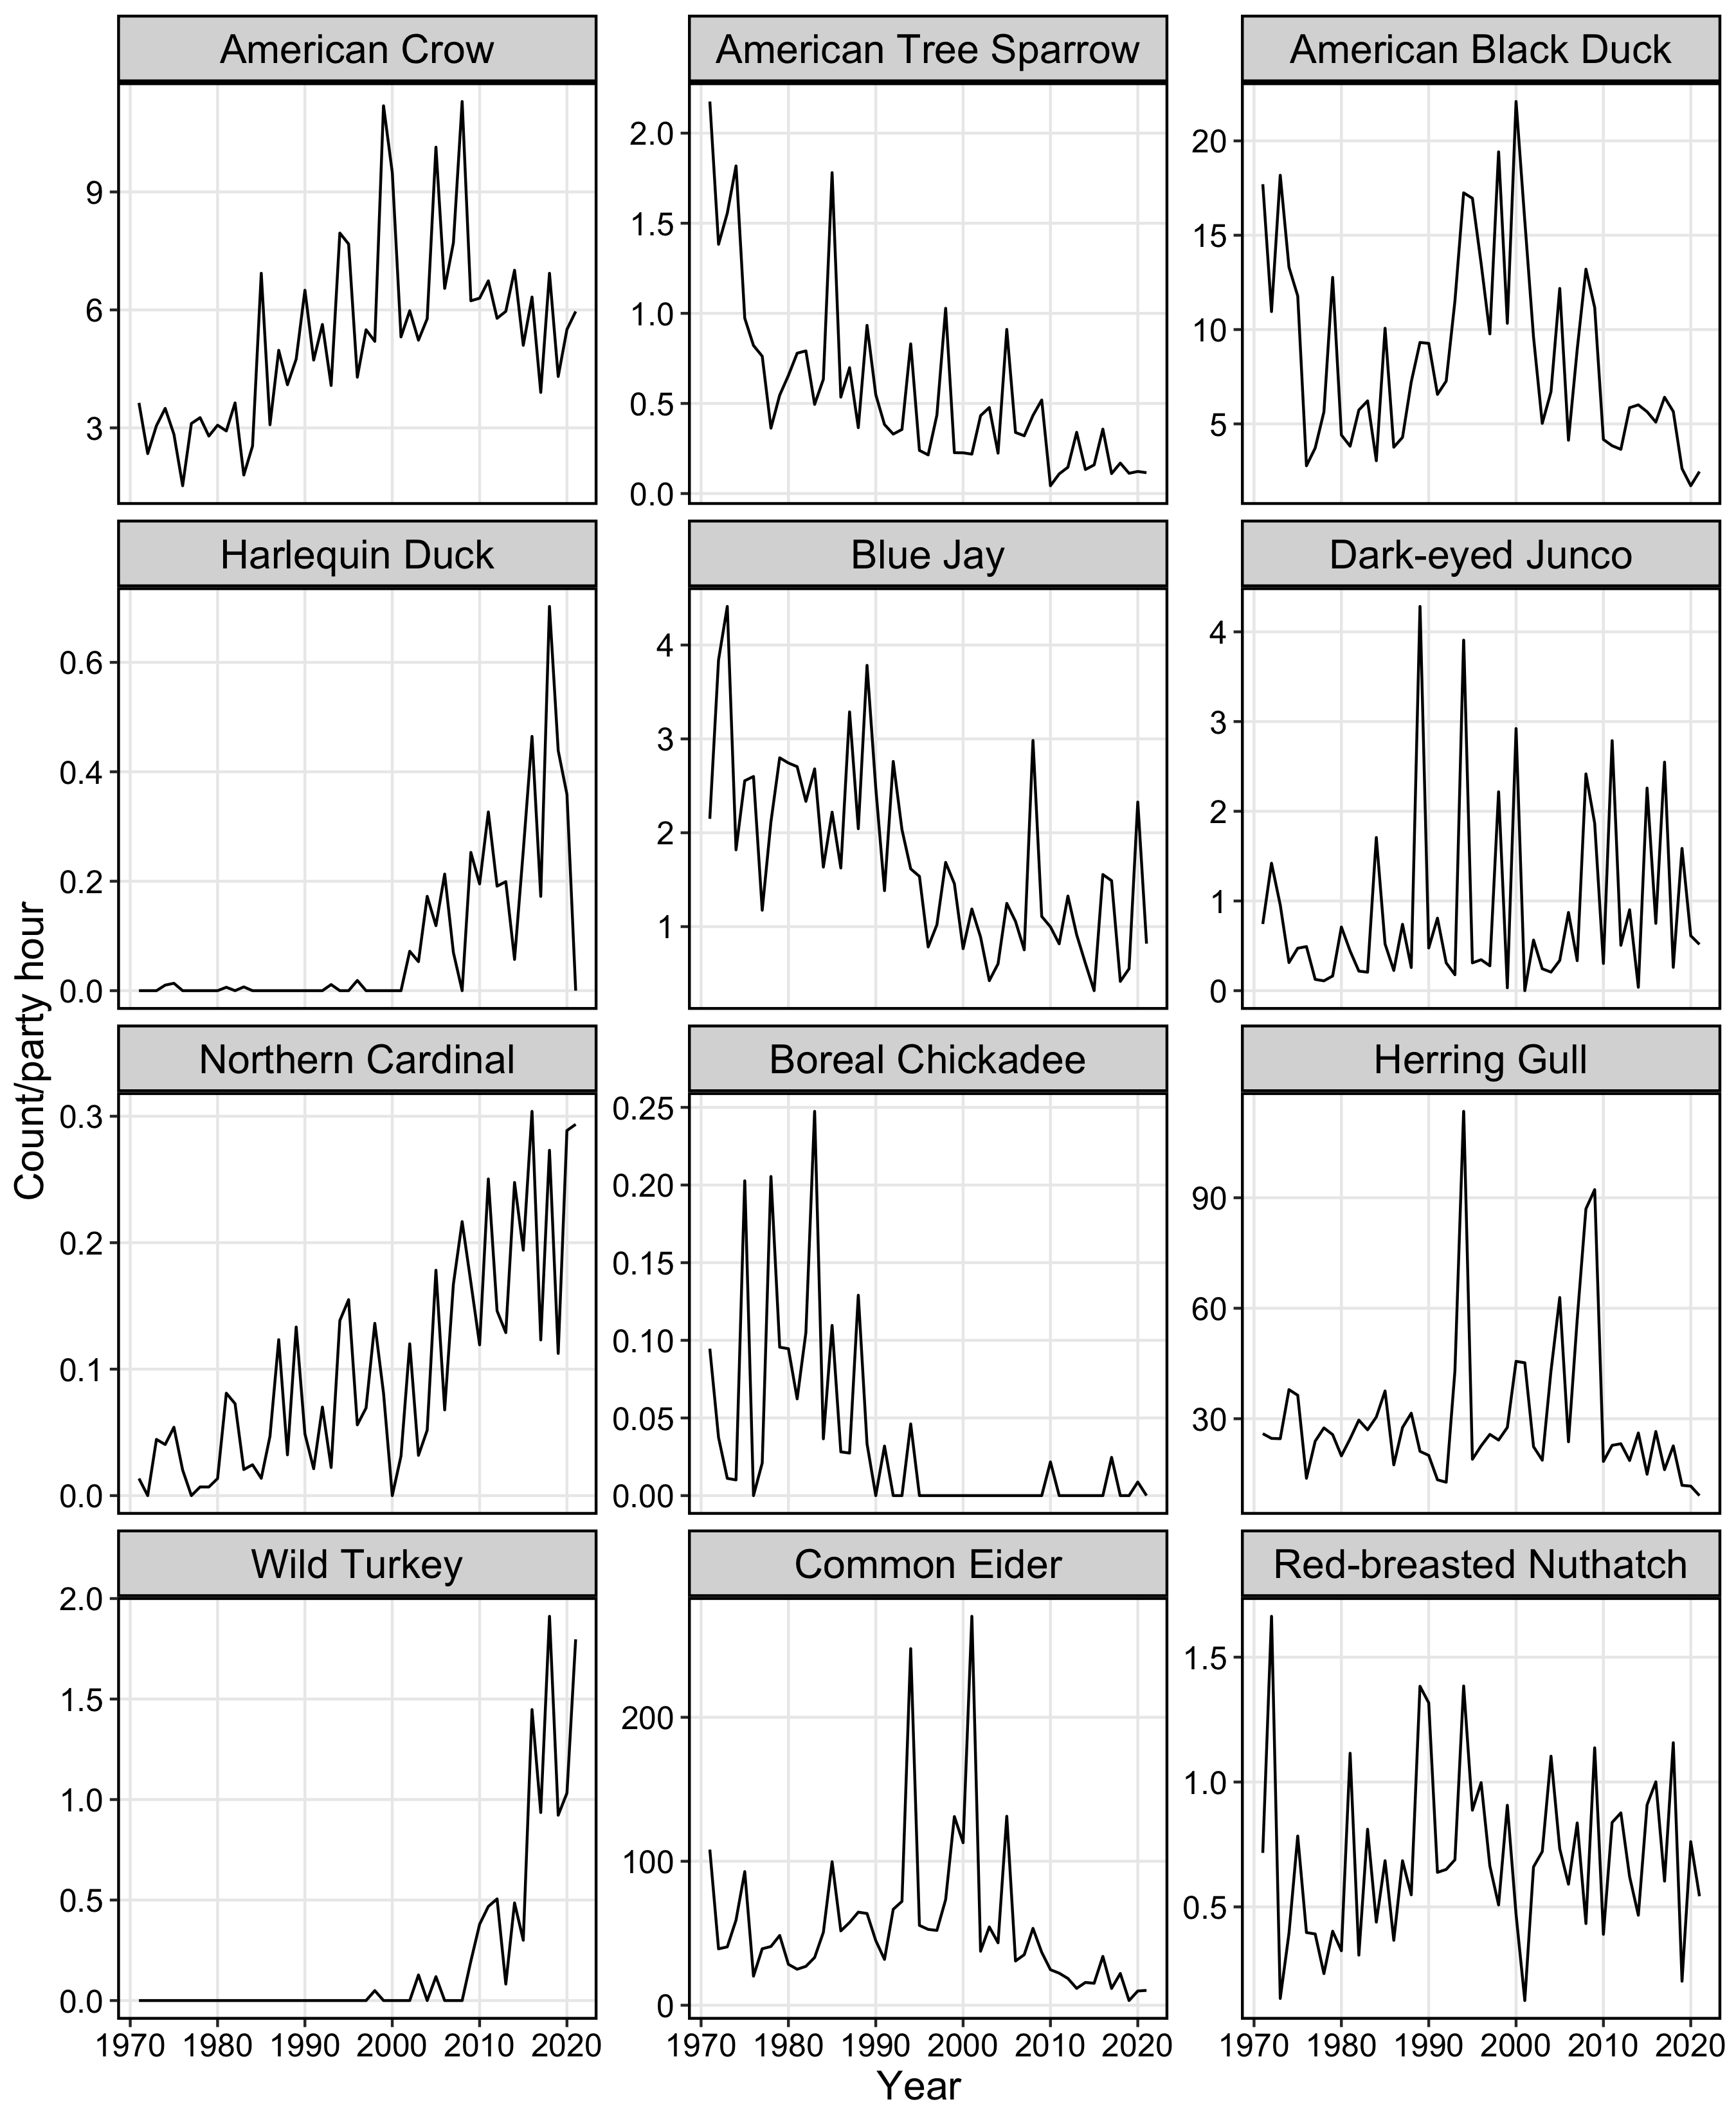 American Crow
American Tree Sparrow
American Black Duck
9
6
3
2.0
1.5
1.0
0.5
0.0
20
15
10
5
Harlequin Duck
Blue Jay
Dark-eyed Junco
0.6
0.4
0.2
0.0
4
3
2
1
4
3
2
1
0
Northern Cardinal
Boreal Chickadee
Herring Gull
0.3
0.2
0.1
0.0
0.25
0.20
0.15
0.10
0.05
0.00
90
60
30
Wild Turkey
Common Eider
Red-breasted Nuthatch
2.0
1.5
1.0
0.5
0.0
200
100
0
1.5
1.0
0.5
1970 1980 1990 2000 2010 2020
1970 1980 1990 2000 2010 2020
1970 1980 1990 2000 2010 2020
Year
Count/party hour